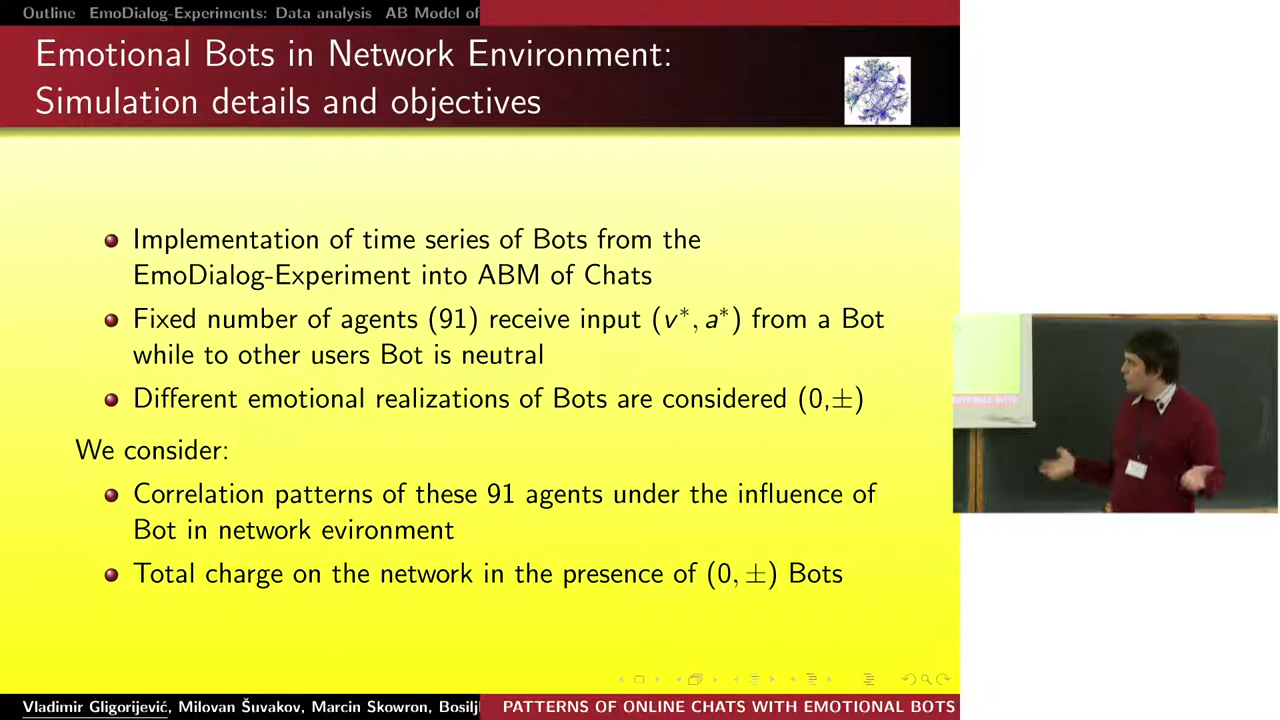 Outline EmoDialog-Experiments: Data analysis AB Model of
Emotional Bots in Network Environment:
Simulation details and objectives
Implementation of time series of Bots from the
EmoDialog-Experiment into ABM of Chats
Fixed number of agents (91) receive input (v*, a*) from a Bot
while to other users Bot is neutral
Different emotional realizations of Bots are considered (0,±)
We consider:
Correlation patterns of these 91 agents under the influence of
Bot in network evironment
Total charge on the network in the presence of (0, ±) Bots
Vladimir Gligorijević, Milovan Šuvakov, Marcin Skowron, Bosilj
PATTERNS OF ONLINE CHATS WITH EMOTIONAL BOTS